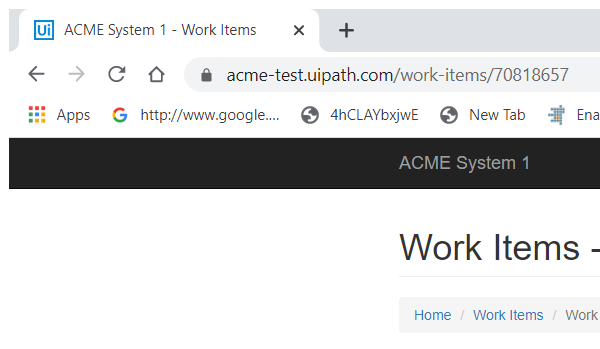 Ui ACME System 1 - Work Items
acme-test.uipath.com/work-items/70818657
Apps G http://www.google.... 4hCLAYbxjwE New Tab Ena
ACME System 1
Work Items -
Home / Work Items / Work